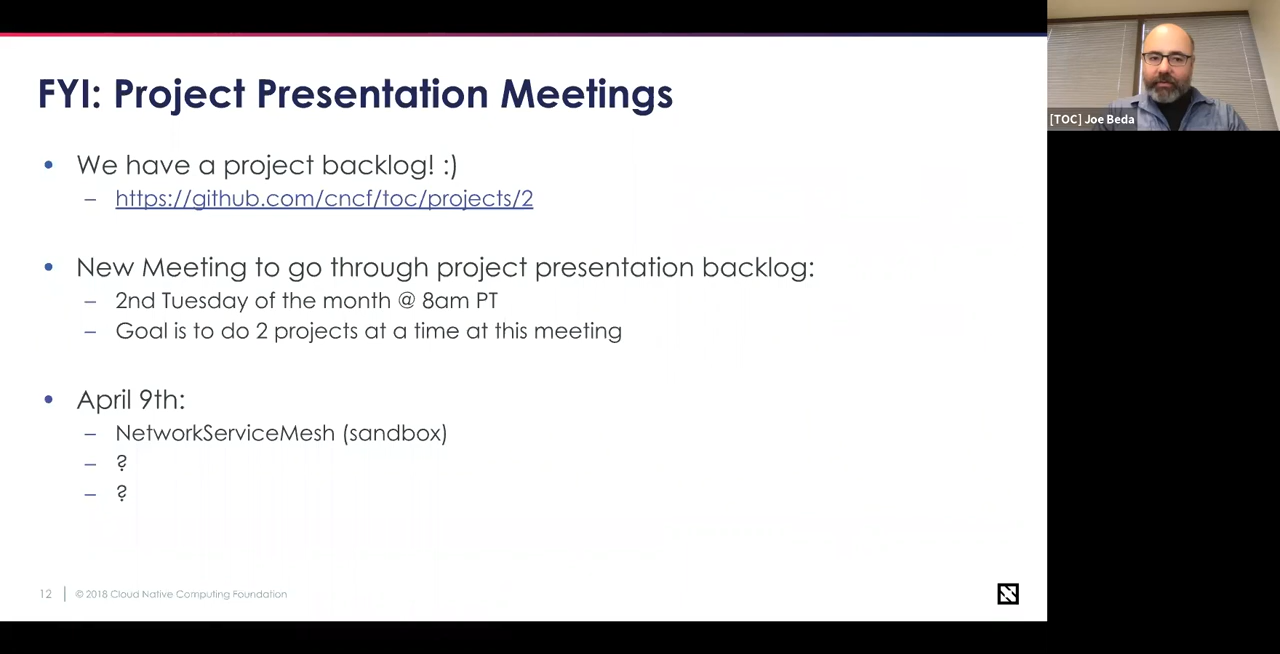 FYI: Project Presentation Meetings
[TOC] Joe Beda
• We have a project backlog! :)
– https://github.com/cncf/toc/projects/2
• New Meeting to go through project presentation backlog:
– 2nd Tuesday of the month @ 8am PT
– Goal is to do 2 projects at a time at this meeting
• April 9th:
– NetworkServiceMesh (sandbox)
– ?
– ?
12 | © 2018 Cloud Native Computing Foundation